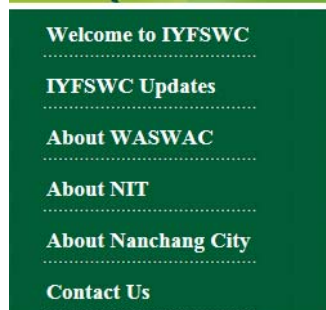 Welcome to IYFSWC
IYFSWC Updates
About WASWAC
About NIT
About Nanchang City
Contact Us